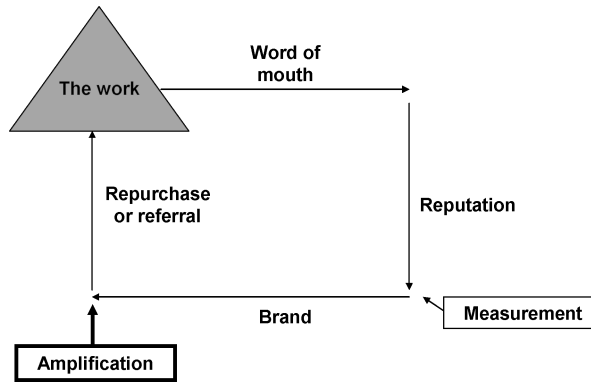 Word of
mouth
The work
Repurchase
or referral
Reputation
Brand
Measurement
Amplification